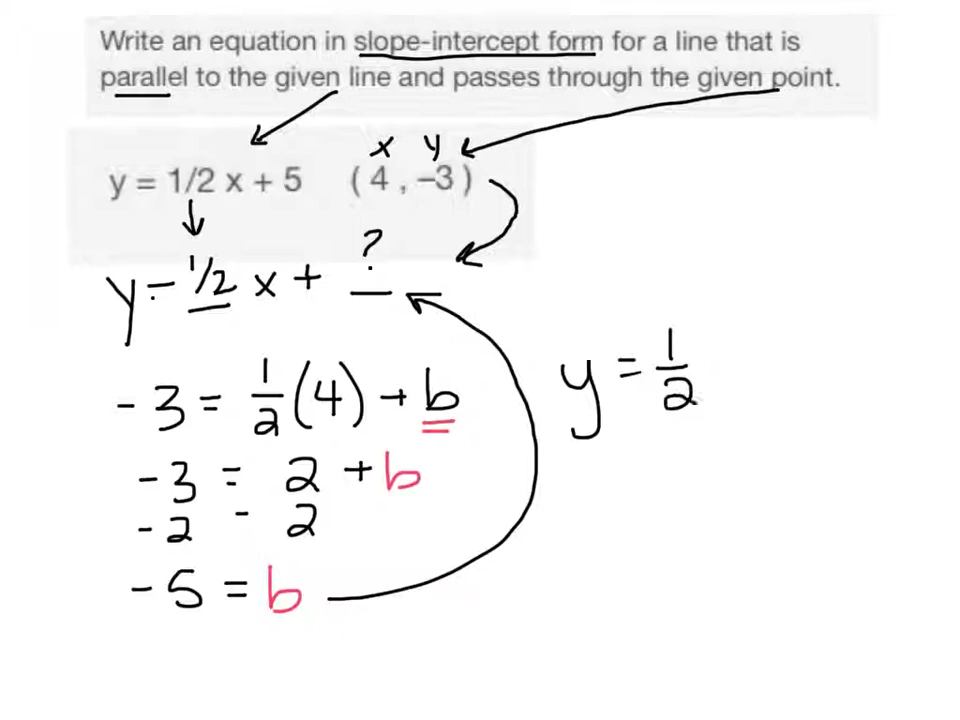 Write an equation in slope-intercept form for a line that is
parallel to the given line and passes through the given point.
x y
y = 1/2 x + 5 ( 4 , −3 )
?
y = 1/2 x + __
-3 = 1/2 (4) + b
y = 1/2
-3 = 2 + b
-2 - 2
-5 = b